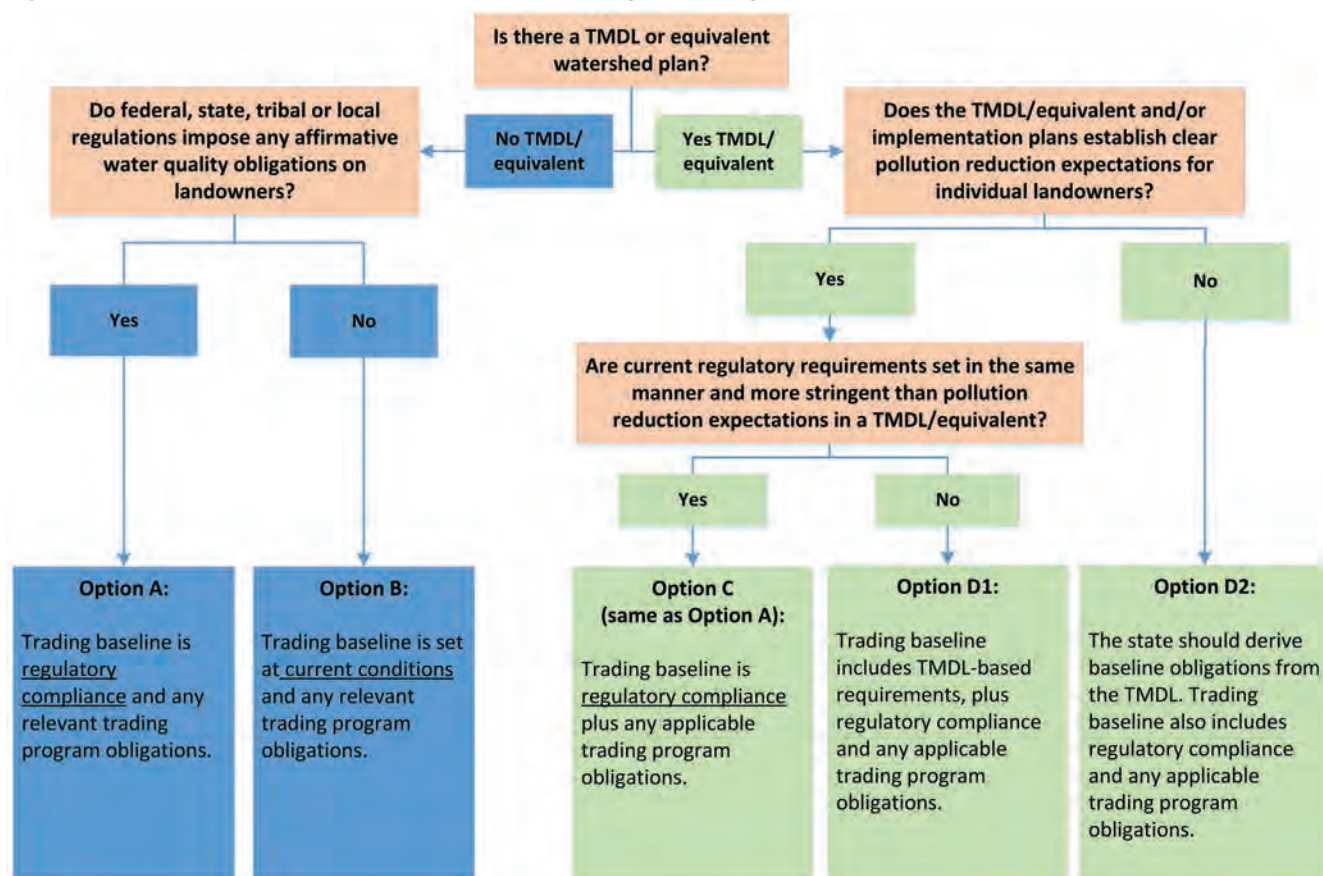 Is there a TMDL or equivalent
watershed plan?
Do federal, state, tribal or local
regulations impose any affirmative
water quality obligations on
landowners?
No TMDL/
equivalent
Yes TMDL/
equivalent
Does the TMDL/equivalent and/or
implementation plans establish clear
pollution reduction expectations for
individual landowners?
Yes
No
Yes
No
Are current regulatory requirements set in the same
manner and more stringent than pollution
reduction expectations in a TMDL/equivalent?
Yes
No
Option A:
Trading baseline is
regulatory
compliance and any
relevant trading
program obligations.
Option B:
Trading baseline is set
at current conditions
and any relevant
trading program
obligations.
Option C
(same as Option A):
Trading baseline is
regulatory compliance
plus any applicable
trading program
obligations.
Option D1:
Trading baseline
includes TMDL-based
requirements, plus
regulatory compliance
and any applicable
trading program
obligations.
Option D2:
The state should derive
baseline obligations from
the TMDL. Trading
baseline also includes
regulatory compliance
and any applicable
trading program
obligations.